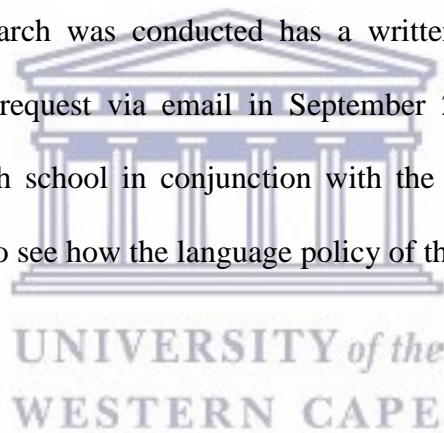 arch was conducted has a written
request via email in September
h school in conjunction with the
o see how the language policy of th
UNIVERSITY of the
WESTERN CAPE